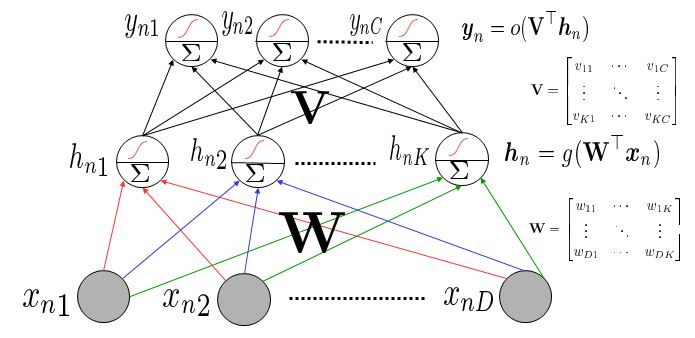 y_{n1} y_{n2} ........ y_{nC} 𝒚_n = o(𝐕^⊤𝒉_n)
Σ Σ Σ
𝐕 = [v_{11} ⋯ v_{1C}
⋮ ⋱ ⋮
v_{K1} ⋯ v_{KC}]
V
h_{n1} h_{n2} ........ h_{nK} 𝒉_n = g(𝐖^⊤𝒙_n)
Σ Σ Σ
𝐖 = [w_{11} ⋯ w_{1K}
⋮ ⋱ ⋮
w_{D1} ⋯ w_{DK}]
W
x_{n1} x_{n2} ........ x_{nD}